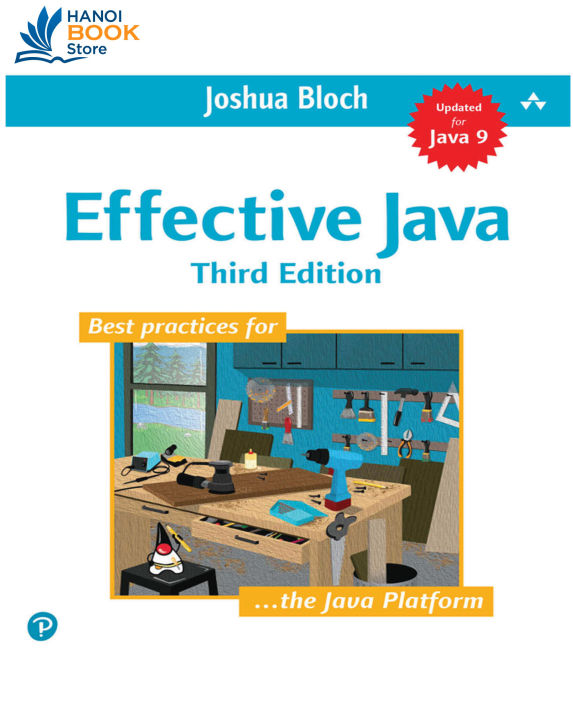 HANOI
BOOK
Store
Joshua Bloch
Updated
for
Java 9
Effective Java
Third Edition
Best practices for
...the Java Platform
P